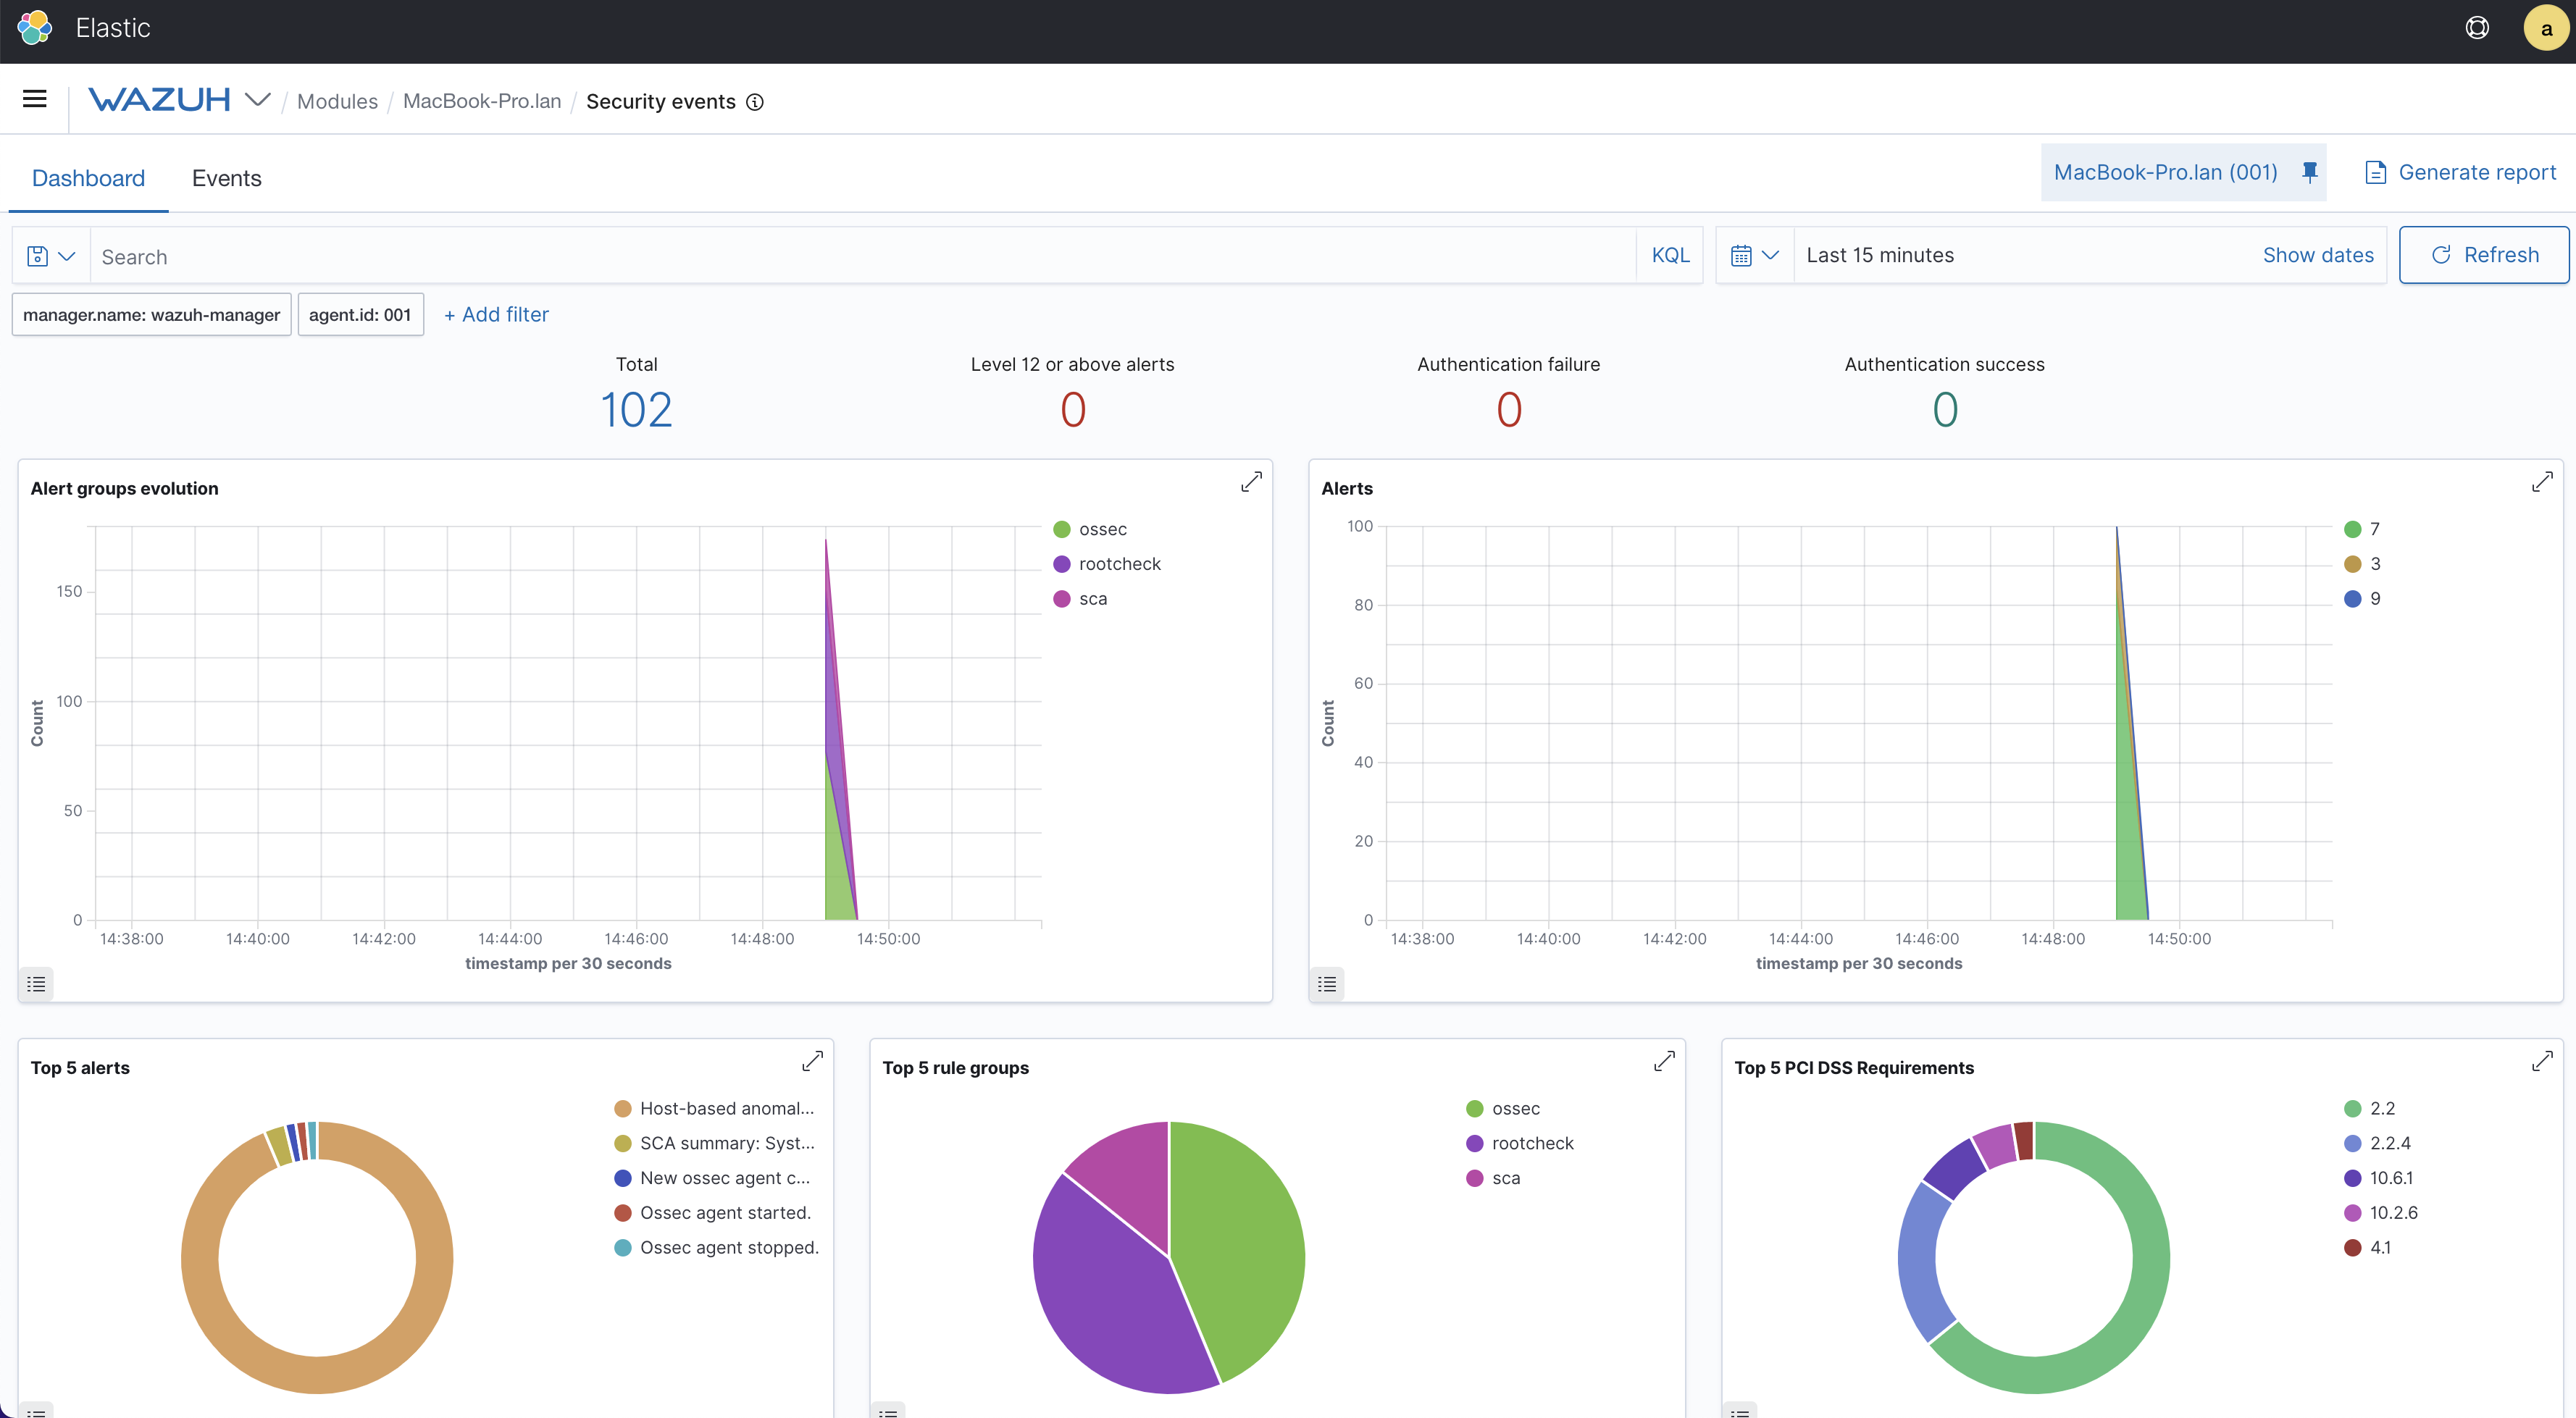 Elastic
a
WAZUH / Modules / MacBook-Pro.lan / Security events
Dashboard Events MacBook-Pro.lan (001) Generate report
Search KQL Last 15 minutes Show dates Refresh
manager.name: wazuh-manager agent.id: 001 + Add filter
Total
102
Level 12 or above alerts
0
Authentication failure
0
Authentication success
0
Alert groups evolution
Count
150
100
50
0
14:38:00 14:40:00 14:42:00 14:44:00 14:46:00 14:48:00 14:50:00
timestamp per 30 seconds
ossec
rootcheck
sca
Alerts
Count
100
80
60
40
20
0
14:38:00 14:40:00 14:42:00 14:44:00 14:46:00 14:48:00 14:50:00
timestamp per 30 seconds
7
3
9
Top 5 alerts
Host-based anomal...
SCA summary: Syst...
New ossec agent c...
Ossec agent started.
Ossec agent stopped.
Top 5 rule groups
ossec
rootcheck
sca
Top 5 PCI DSS Requirements
2.2
2.2.4
10.6.1
10.2.6
4.1